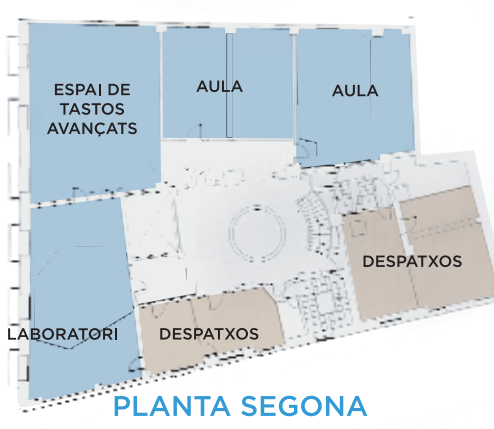 ESPAI DE
TASTOS
AVANÇATS
AULA
AULA
DESPATXOS
LABORATORI
DESPATXOS
PLANTA SEGONA